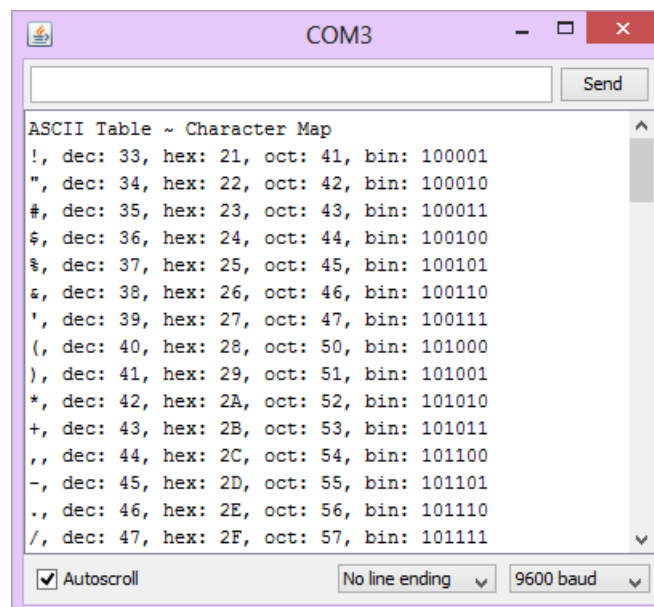 COM3
Send
ASCII Table ~ Character Map
!, dec: 33, hex: 21, oct: 41, bin: 100001
", dec: 34, hex: 22, oct: 42, bin: 100010
#, dec: 35, hex: 23, oct: 43, bin: 100011
$, dec: 36, hex: 24, oct: 44, bin: 100100
%, dec: 37, hex: 25, oct: 45, bin: 100101
&, dec: 38, hex: 26, oct: 46, bin: 100110
', dec: 39, hex: 27, oct: 47, bin: 100111
(, dec: 40, hex: 28, oct: 50, bin: 101000
), dec: 41, hex: 29, oct: 51, bin: 101001
*, dec: 42, hex: 2A, oct: 52, bin: 101010
+, dec: 43, hex: 2B, oct: 53, bin: 101011
,, dec: 44, hex: 2C, oct: 54, bin: 101100
-, dec: 45, hex: 2D, oct: 55, bin: 101101
., dec: 46, hex: 2E, oct: 56, bin: 101110
/, dec: 47, hex: 2F, oct: 57, bin: 101111
Autoscroll No line ending 9600 baud